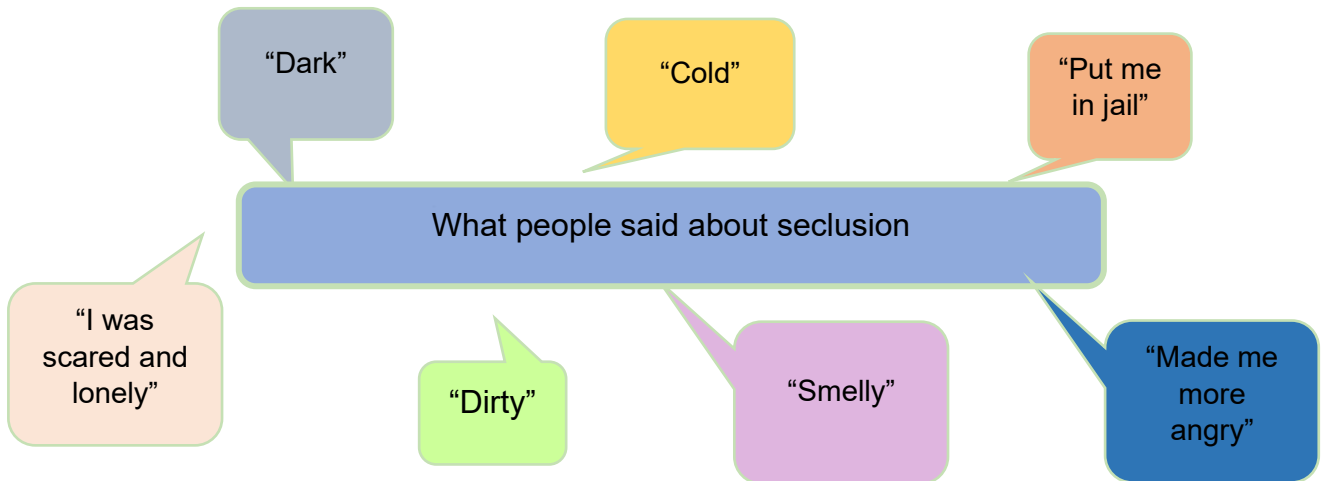 “Dark”
“Cold”
“Put me
in jail”
What people said about seclusion
“I was
scared and
lonely”
“Dirty”
“Smelly”
“Made me
more
angry”